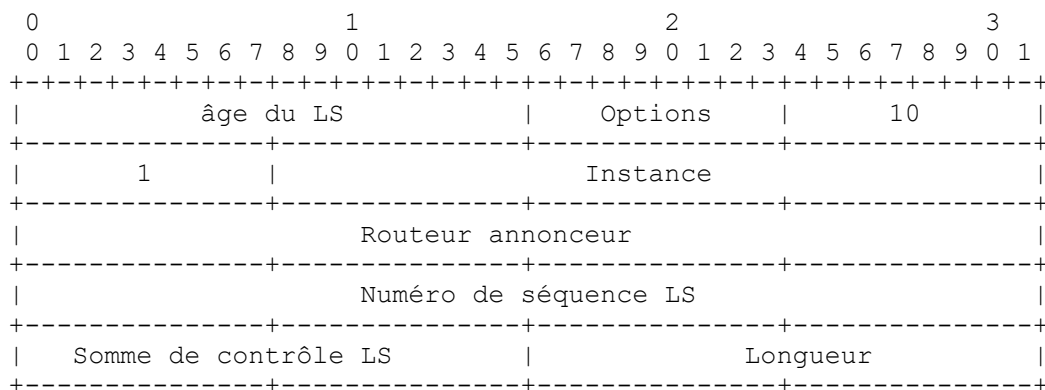 0                   1                   2                   3
0 1 2 3 4 5 6 7 8 9 0 1 2 3 4 5 6 7 8 9 0 1 2 3 4 5 6 7 8 9 0 1
+-+-+-+-+-+-+-+-+-+-+-+-+-+-+-+-+-+-+-+-+-+-+-+-+-+-+-+-+-+-+-+-+
|           âge du LS           |    Options    |      10       |
+---------------+---------------+---------------+---------------+
|       1       |                   Instance                    |
+---------------+---------------+---------------+---------------+
|                     Routeur annonceur                         |
+---------------+---------------+---------------+---------------+
|                     Numéro de séquence LS                     |
+---------------+---------------+---------------+---------------+
|   Somme de contrôle LS        |             Longueur          |
+---------------+---------------+---------------+---------------+